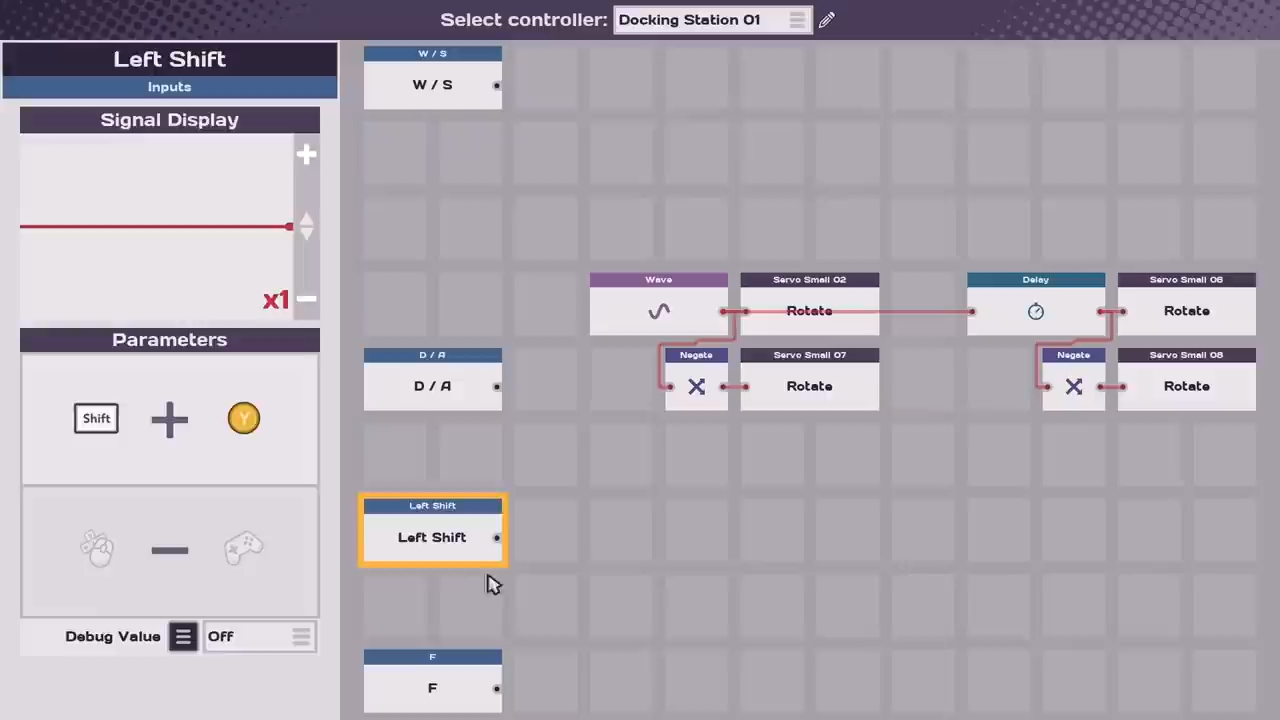 Select controller: Docking Station 01
Left Shift
Inputs
Signal Display
x1
Parameters
Shift
Y
Debug Value
Off
W / S
W / S
Wave
Servo Small 02
Rotate
Delay
Servo Small 06
Rotate
D / A
D / A
Negate
Servo Small 07
Rotate
Negate
Servo Small 08
Rotate
Left Shift
Left Shift
F
F